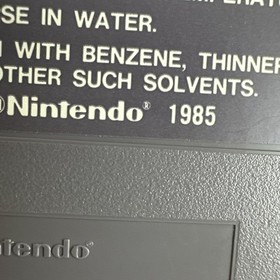 SE IN WATER.
WITH BENZENE, THINNER
OTHER SUCH SOLVENTS.
©Nintendo® 1985
ntendo®